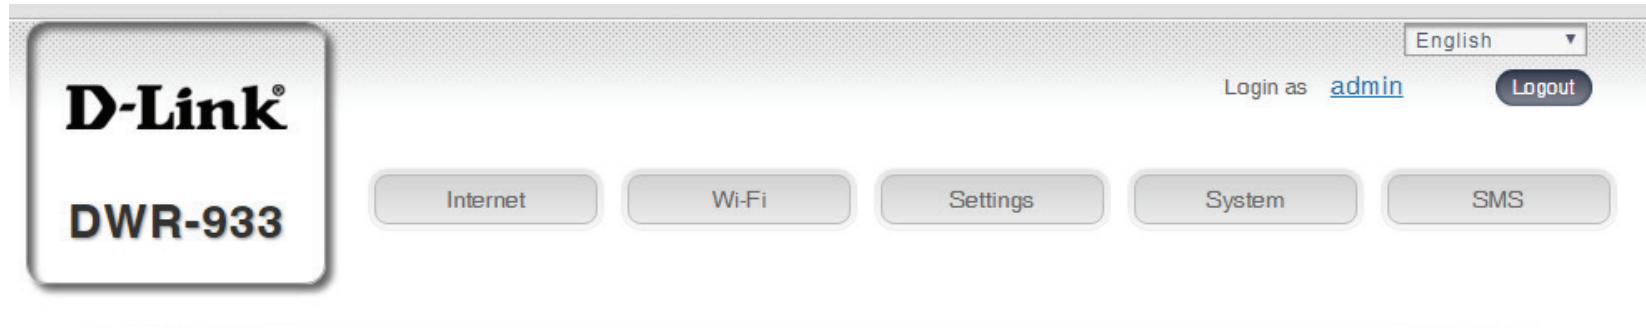 English
Login as admin Logout
D-Link®
DWR-933
Internet Wi-Fi Settings System SMS